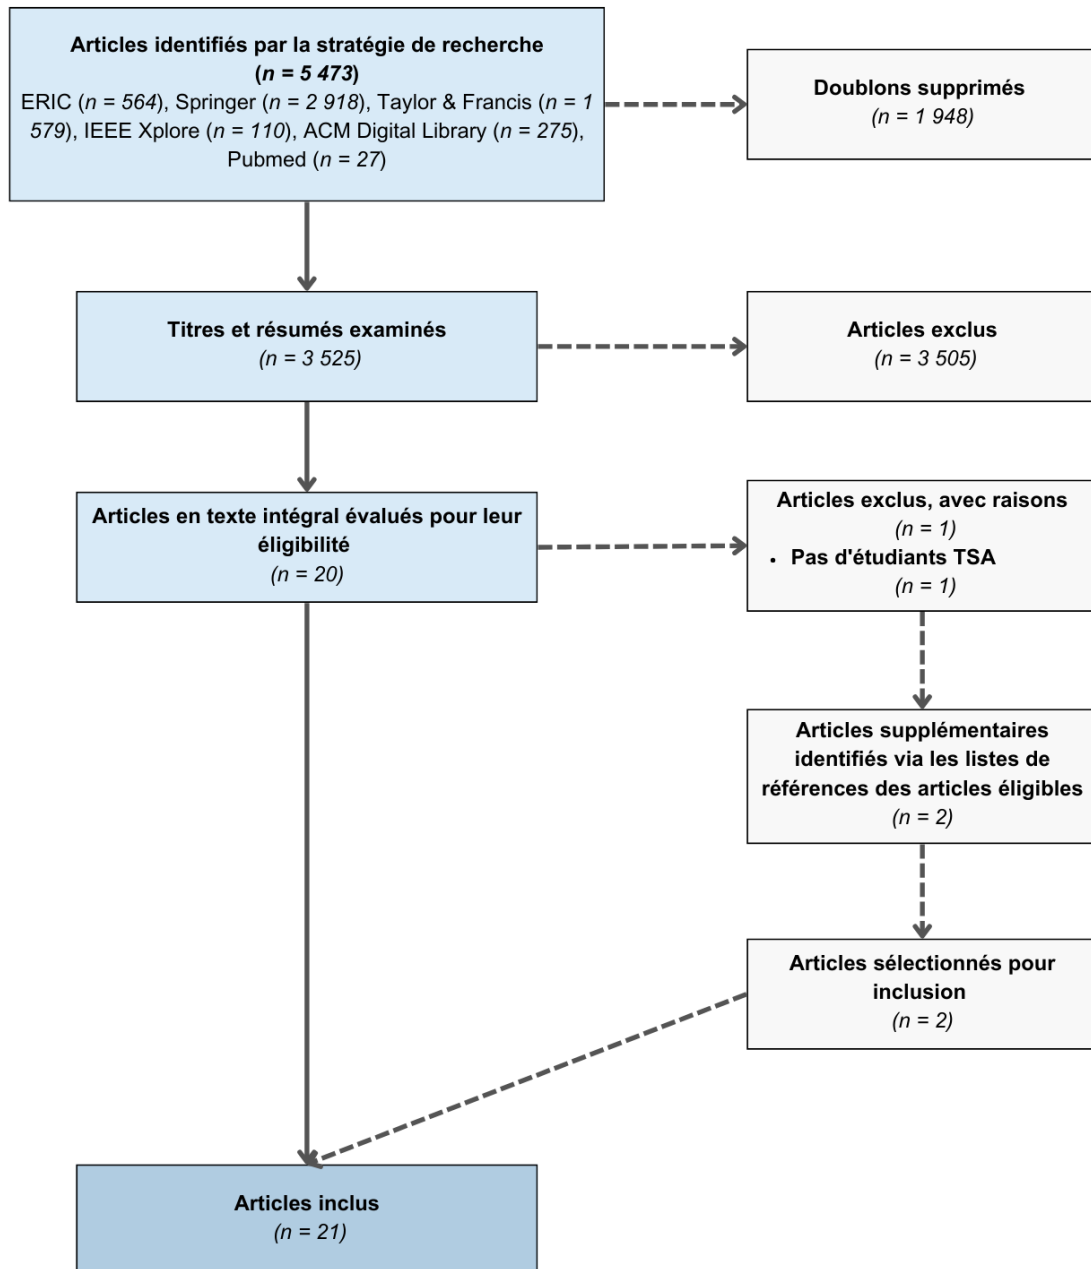 Articles identifiés par la stratégie de recherche
(n = 5 473)
ERIC (n = 564), Springer (n = 2 918), Taylor & Francis (n = 1
579), IEEE Xplore (n = 110), ACM Digital Library (n = 275),
Pubmed (n = 27)
Doublons supprimés
(n = 1 948)
Titres et résumés examinés
(n = 3 525)
Articles exclus
(n = 3 505)
Articles en texte intégral évalués pour leur
éligibilité
(n = 20)
Articles exclus, avec raisons
(n = 1)
• Pas d'étudiants TSA
(n = 1)
Articles supplémentaires
identifiés via les listes de
références des articles éligibles
(n = 2)
Articles sélectionnés pour
inclusion
(n = 2)
Articles inclus
(n = 21)